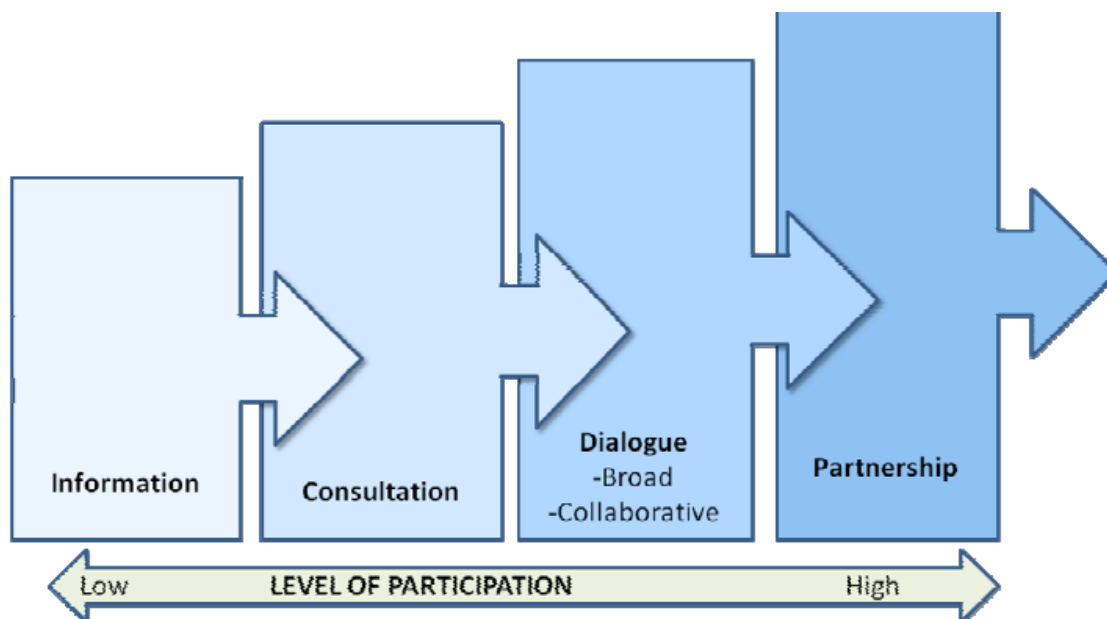 Information
Consultation
Dialogue
-Broad
-Collaborative
Partnership
Low LEVEL OF PARTICIPATION High